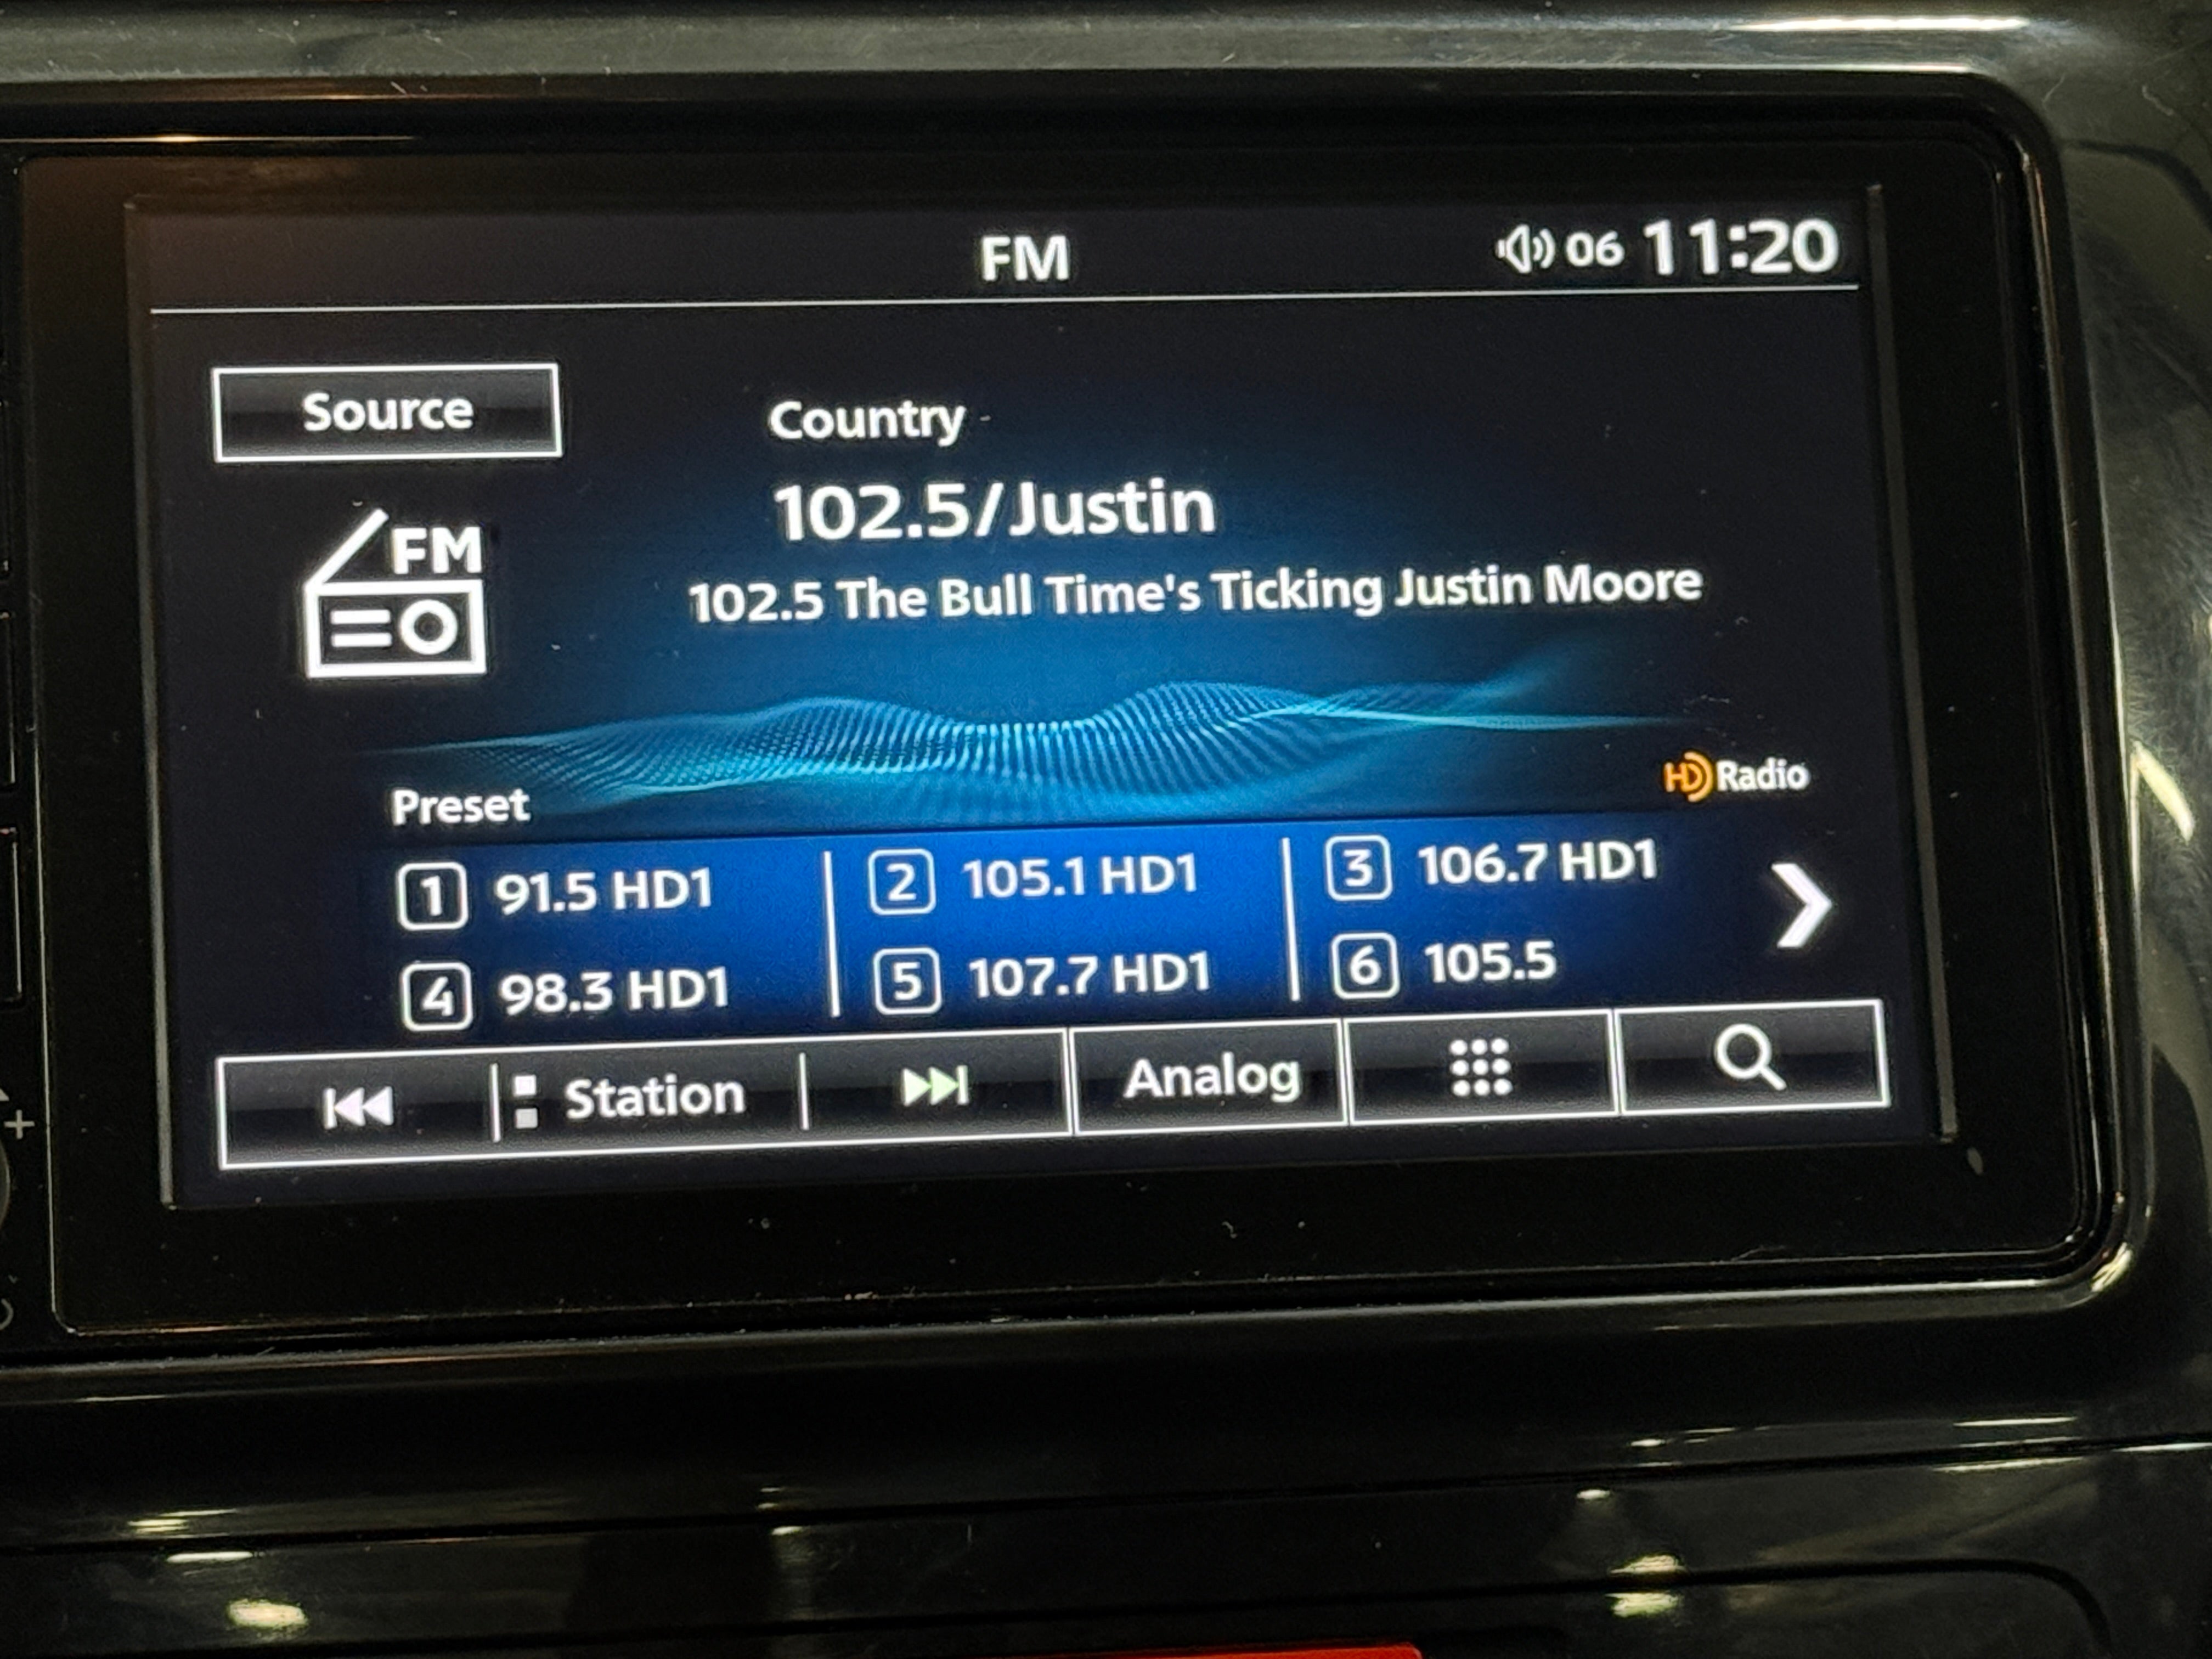 FM
06 11:20
Source
Country
102.5/Justin
FM
102.5 The Bull Time's Ticking Justin Moore
HD Radio
Preset
1 91.5 HD1
2 105.1 HD1
3 106.7 HD1
4 98.3 HD1
5 107.7 HD1
6 105.5
Station
Analog